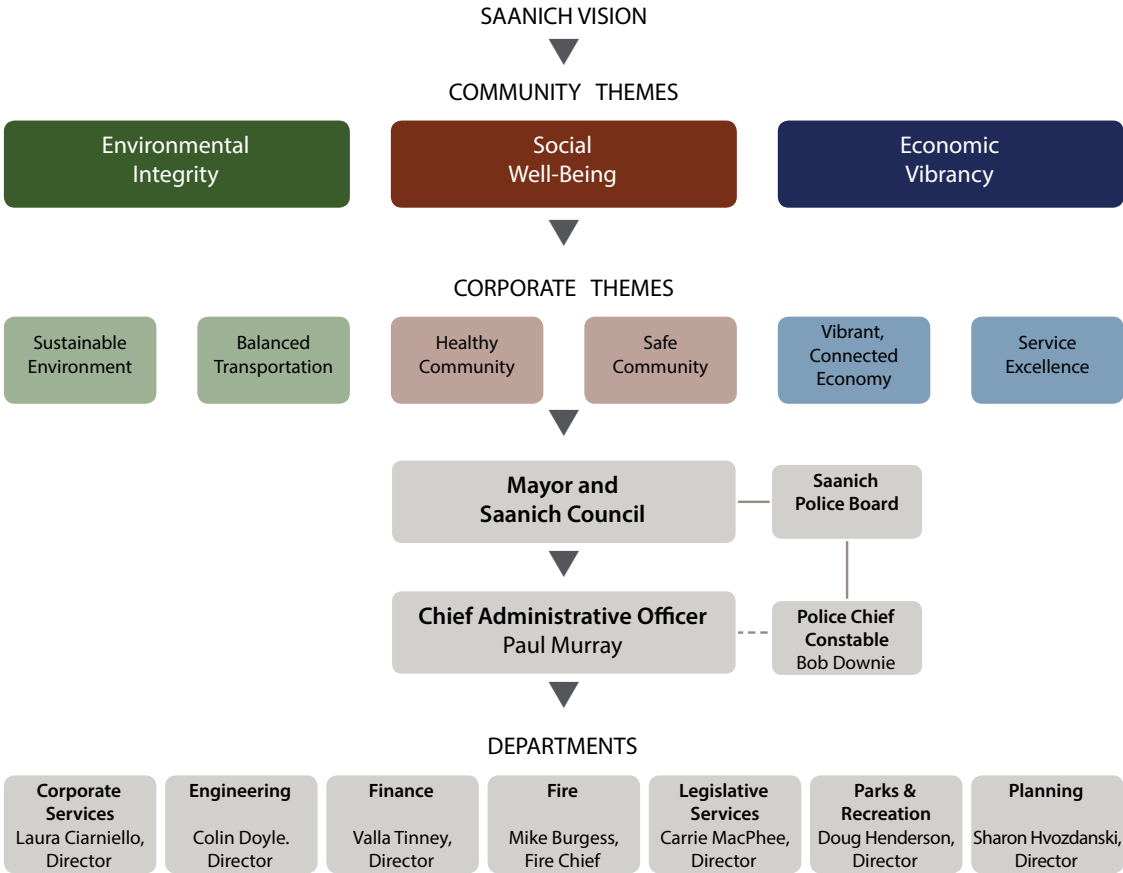 SAANICH VISION
COMMUNITY THEMES
Environmental
Integrity
Social
Well-Being
Economic
Vibrancy
CORPORATE THEMES
Sustainable
Environment
Balanced
Transportation
Healthy
Community
Safe
Community
Vibrant,
Connected
Economy
Service
Excellence
Mayor and
Saanich Council
Saanich
Police Board
Chief Administrative Officer
Paul Murray
Police Chief
Constable
Bob Downie
DEPARTMENTS
Corporate
Services
Laura Ciarniello,
Director
Engineering
Colin Doyle.
Director
Finance
Valla Tinney,
Director
Fire
Mike Burgess,
Fire Chief
Legislative
Services
Carrie MacPhee,
Director
Parks &
Recreation
Doug Henderson,
Director
Planning
Sharon Hvozdanski,
Director